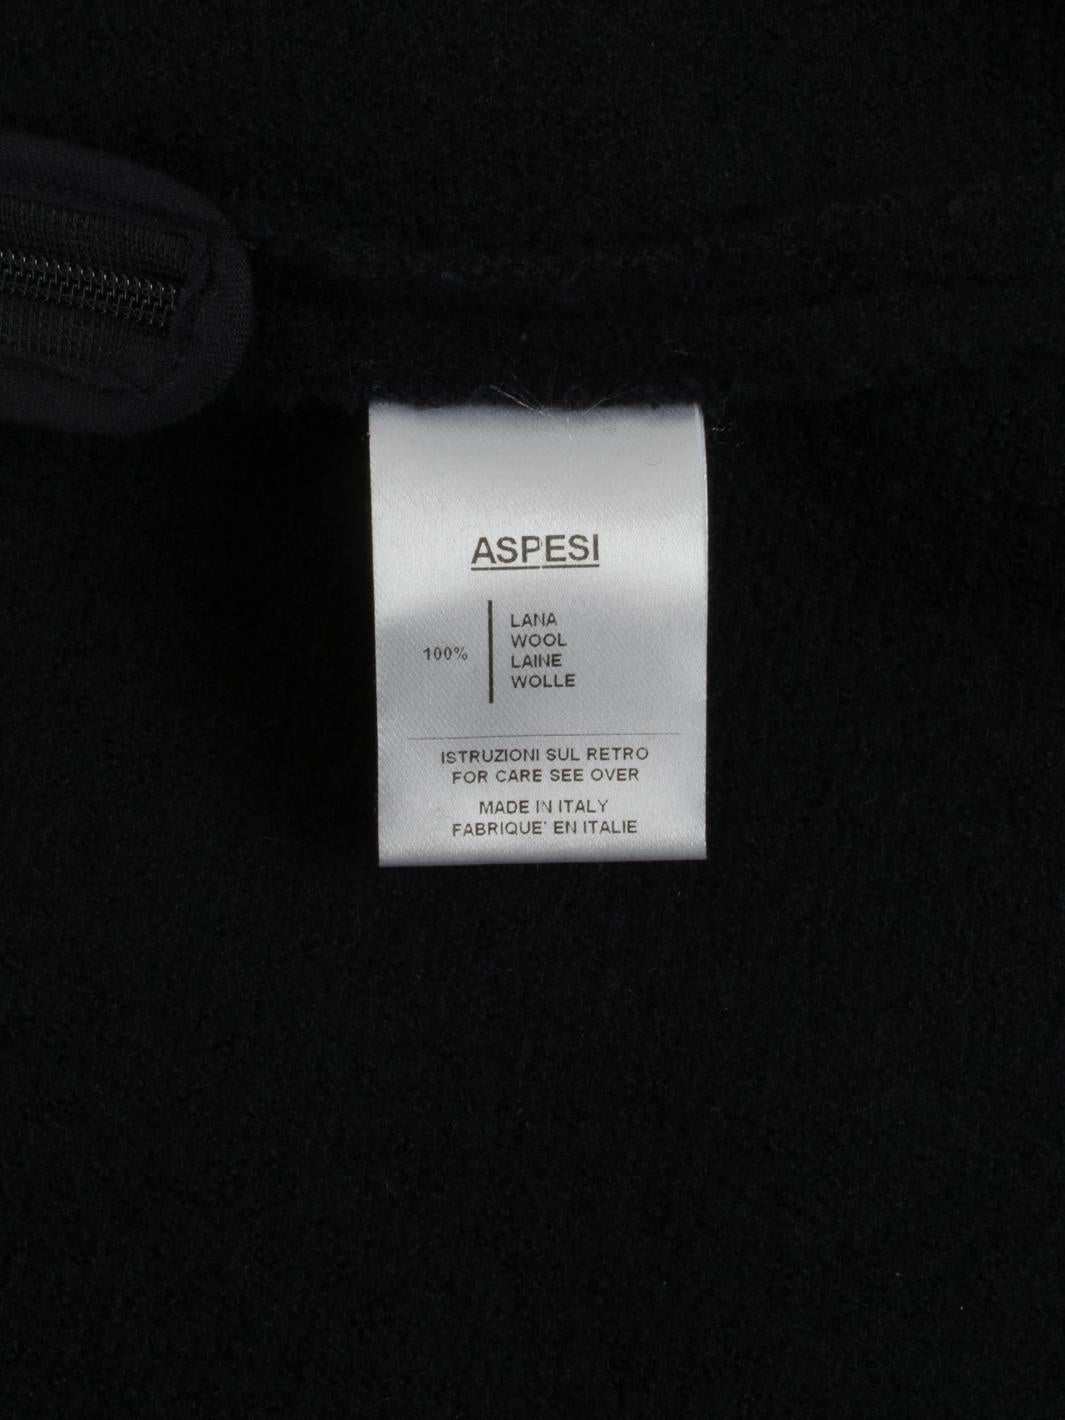 ASPESI
100%
LANA
WOOL
LAINE
WOLLE
ISTRUZIONI SUL RETRO
FOR CARE SEE OVER
MADE IN ITALY
FABRIQUE' EN ITALIE